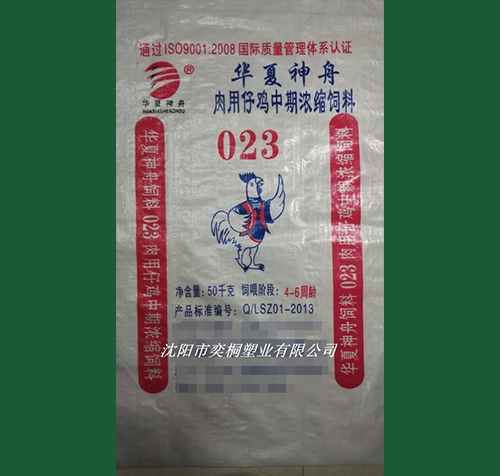 通过ISO9001:2008国际质量管理体系认证
®
华夏神舟
HUAXIASHENZHOU
华夏神舟
肉用仔鸡中期浓缩饲料
023
华夏神舟饲料 023 肉用仔鸡中期浓缩饲料
华夏神舟饲料 023 肉用仔鸡中期浓缩饲料
净含量：50千克 饲喂阶段：4-6周龄
产品标准编号：Q/LSZ01-2013
沈阳市奕桐塑业有限公司